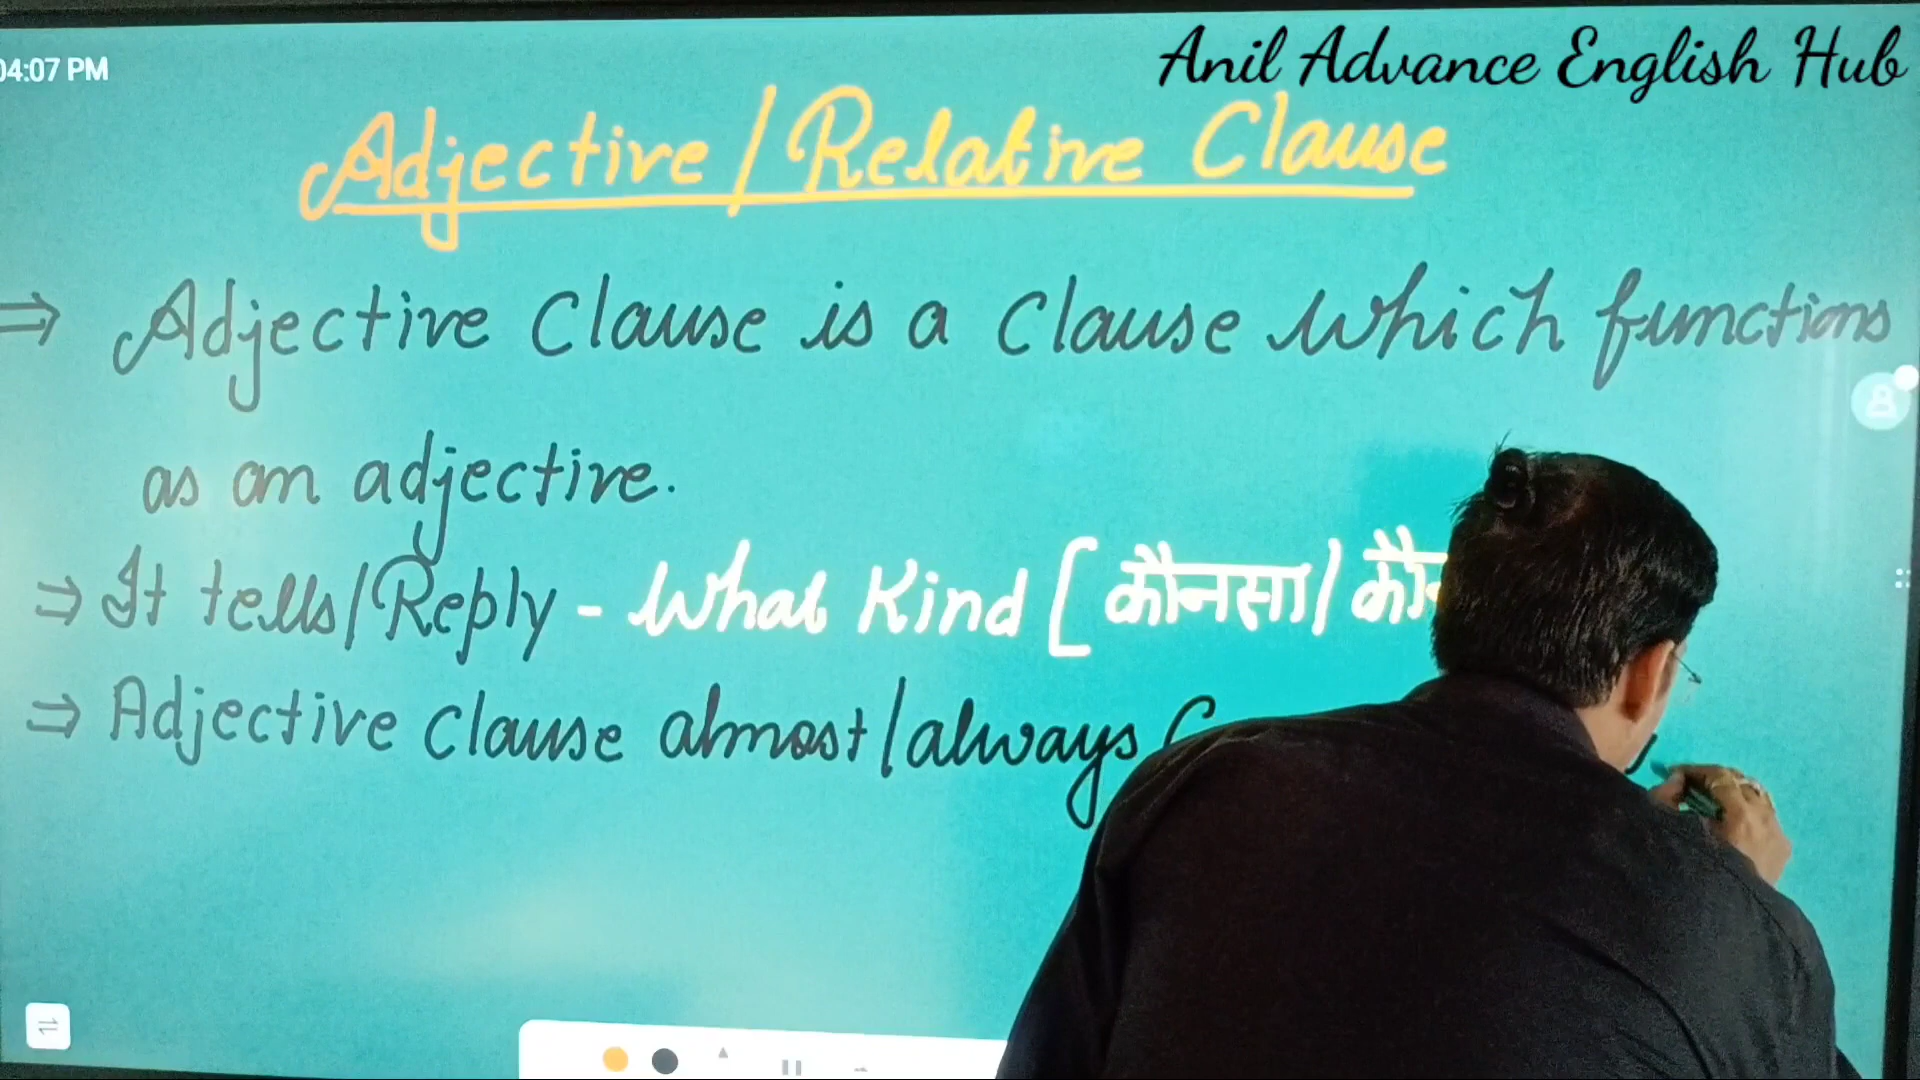 04:07 PM
Anil Advance English Hub
Adjective / Relative Clause
⇒ Adjective Clause is a Clause which functions
as an adjective.
⇒ It tells/Reply - What Kind [ कौनसा/
⇒ Adjective Clause almost/always